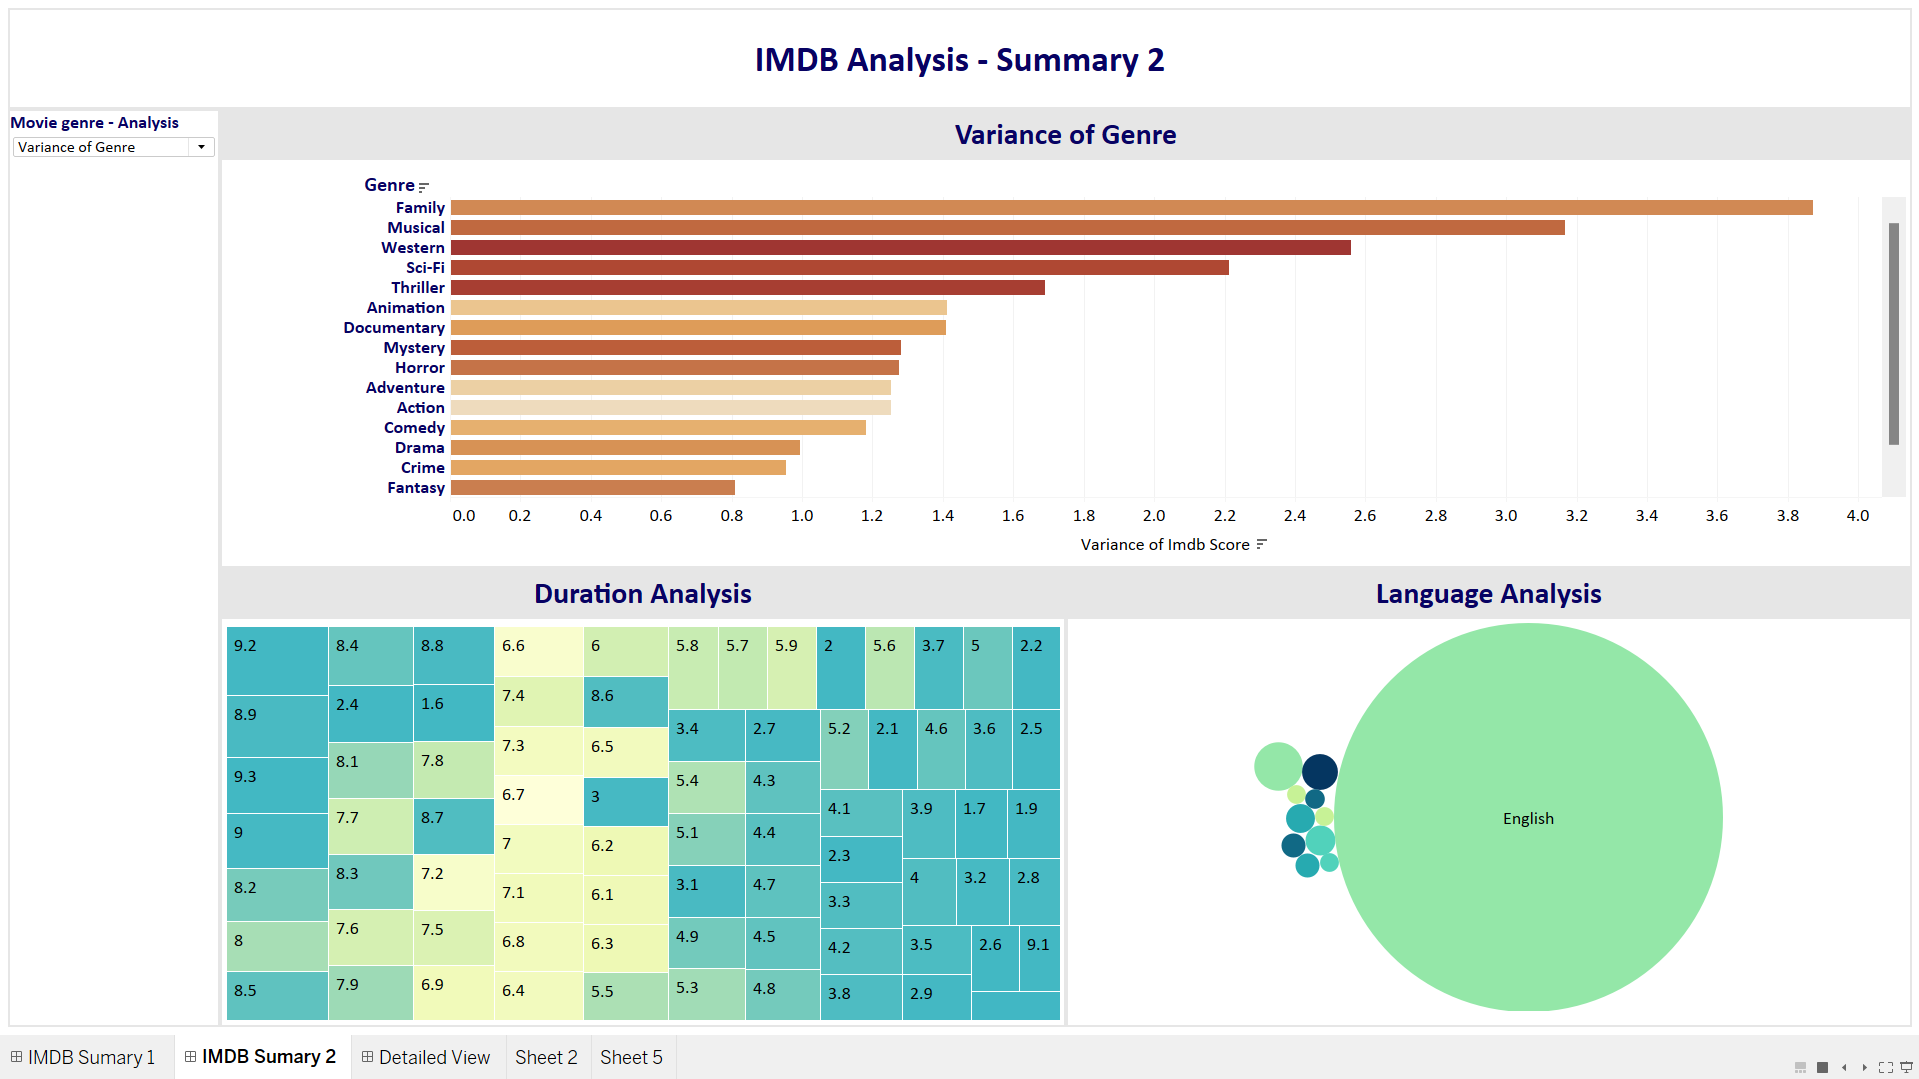 IMDB Analysis - Summary 2
Movie genre - Analysis
Variance of Genre
Variance of Genre
Genre
Family
Musical
Western
Sci-Fi
Thriller
Animation
Documentary
Mystery
Horror
Adventure
Action
Comedy
Drama
Crime
Fantasy
0.0 0.2 0.4 0.6 0.8 1.0 1.2 1.4 1.6 1.8 2.0 2.2 2.4 2.6 2.8 3.0 3.2 3.4 3.6 3.8 4.0
Variance of Imdb Score
Duration Analysis
9.2 8.4 8.8 6.6 6 5.8 5.7 5.9 2 5.6 3.7 5 2.2
2.4 1.6 7.4 8.6
8.9 3.4 2.7 5.2 2.1 4.6 3.6 2.5
8.1 7.8 7.3 6.5
9.3 5.4 4.3
7.7 8.7 6.7 3 4.1 3.9 1.7 1.9
9 7 6.2 5.1 4.4 2.3
8.3 7.2
8.2 7.1 6.1 3.1 4.7 3.3 4 3.2 2.8
8 7.6 7.5 6.8 6.3 4.9 4.5 4.2 3.5 2.6 9.1
8.5 7.9 6.9 6.4 5.5 5.3 4.8 3.8 2.9
Language Analysis
English
IMDB Sumary 1 IMDB Sumary 2 Detailed View Sheet 2 Sheet 5